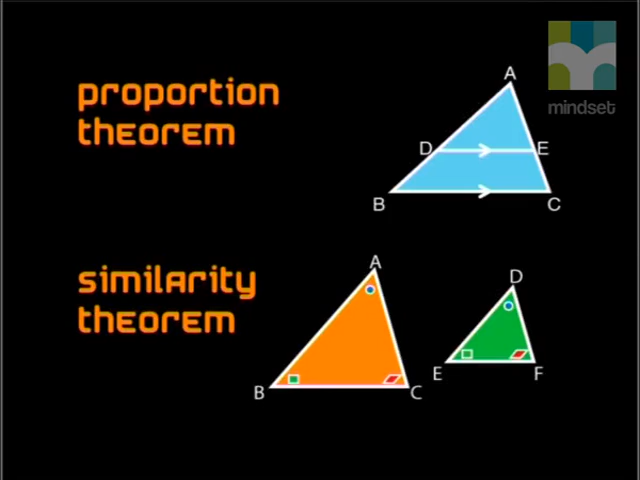 proportion
theorem
mindset
A
D
E
B
C
similarity
theorem
A
B
C
D
E
F